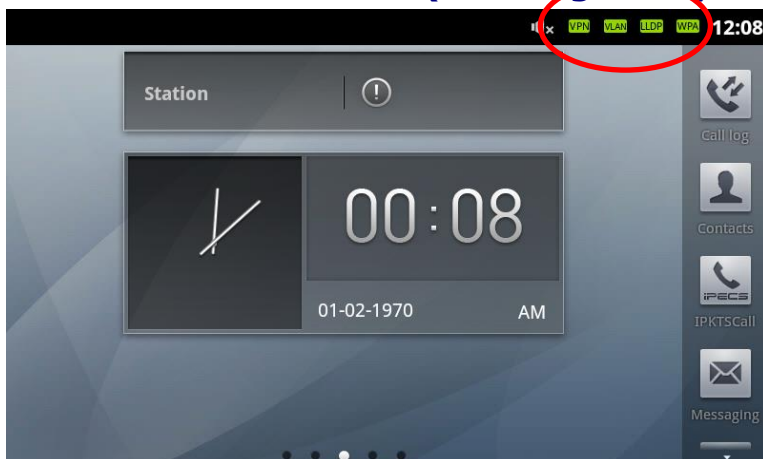 VPN VLAN LLDP WPA 12:08
Station
Call log
00:08
Contacts
01-02-1970 AM
iPECS
IPKTSCall
Messaging